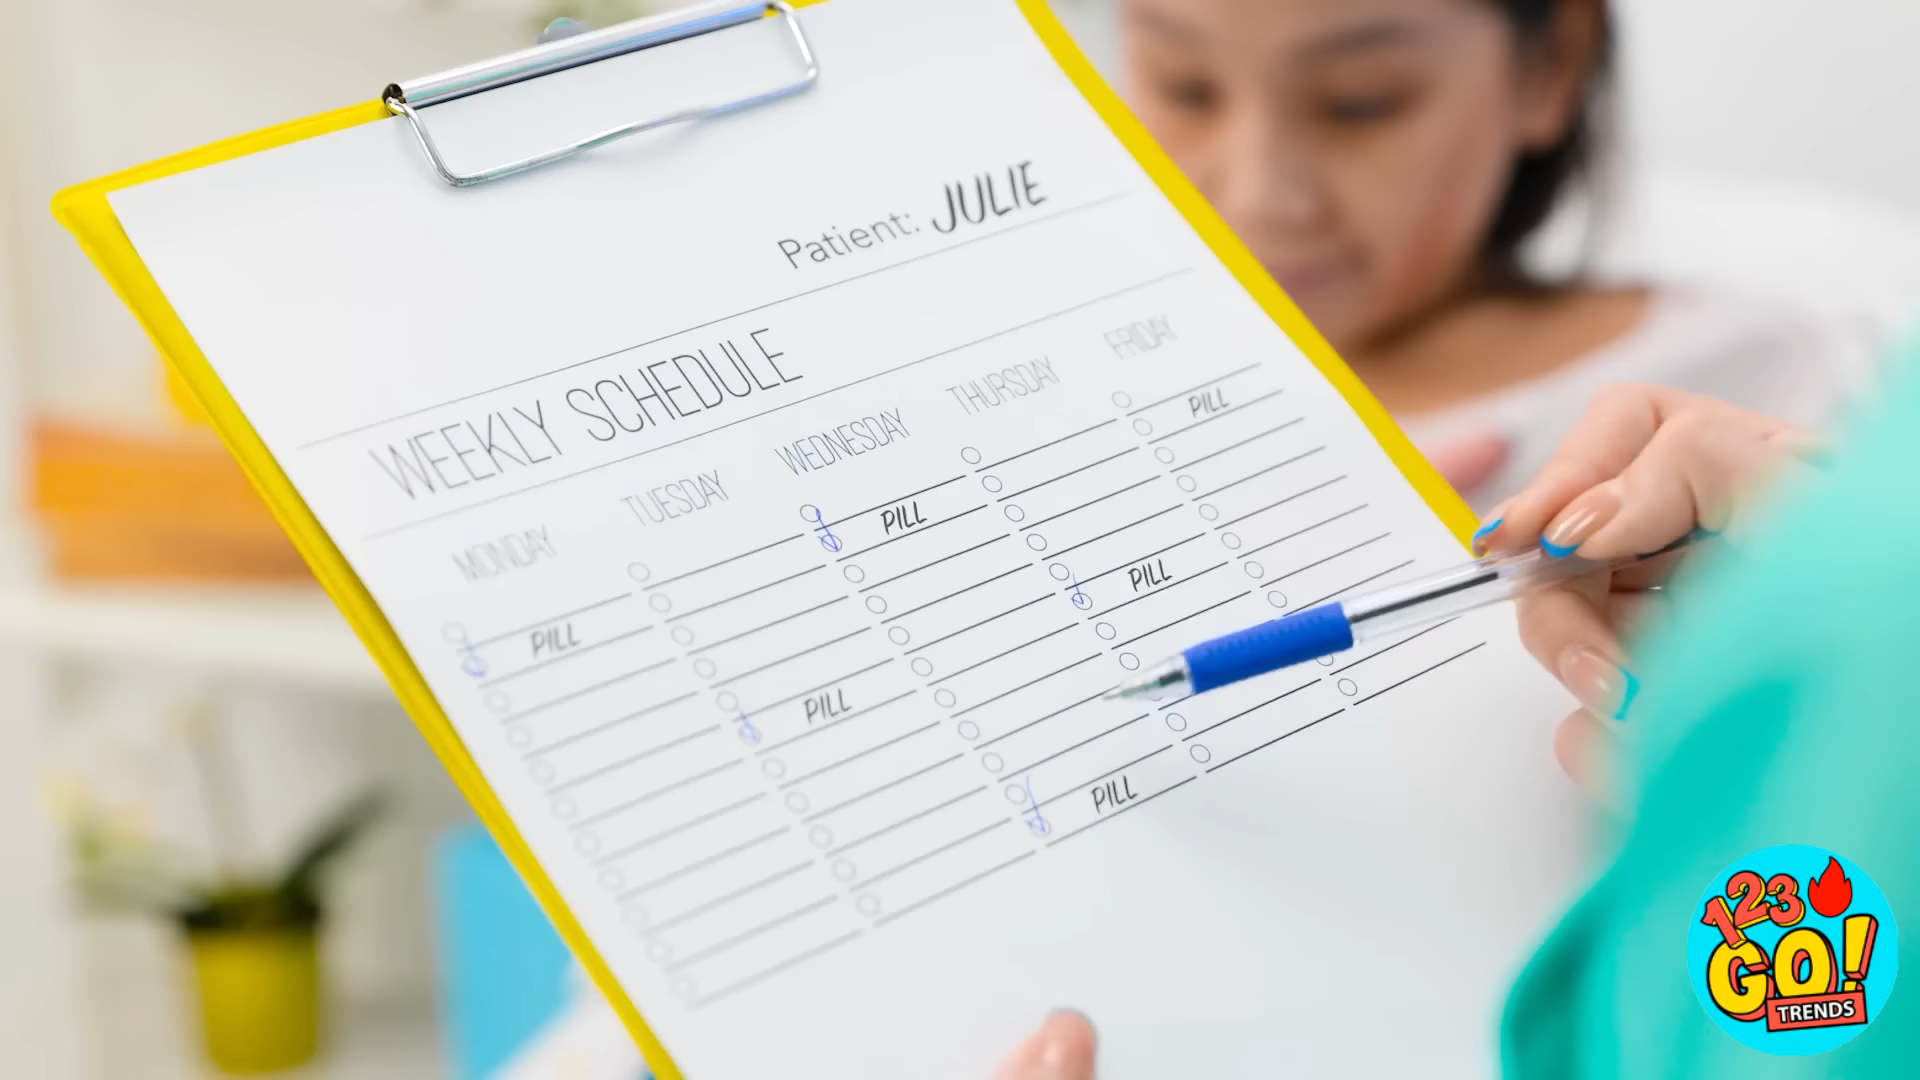 Patient: JULIE
WEEKLY SCHEDULE
MONDAY TUESDAY WEDNESDAY THURSDAY FRIDAY
PILL
PILL
PILL
PILL
PILL
PILL
123
GO!
TRENDS